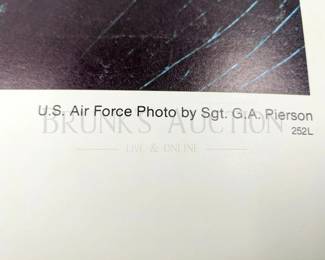 U.S. Air Force Photo by Sgt. G.A. Pierson
252L
BRUNK'S AUCTION
LIVE & ONLINE